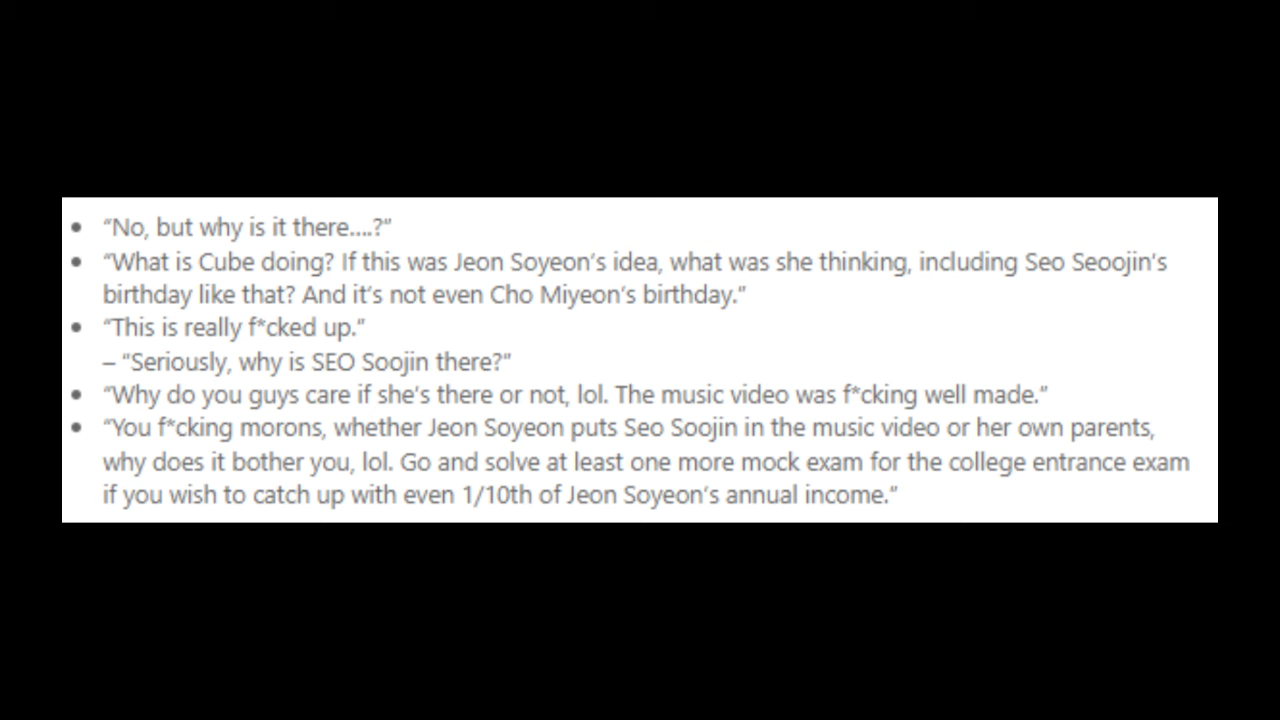 • “No, but why is it there....?”
• “What is Cube doing? If this was Jeon Soyeon’s idea, what was she thinking, including Seo Seoojin’s
birthday like that? And it’s not even Cho Miyeon’s birthday.”
• “This is really f*cked up.”
– “Seriously, why is SEO Soojin there?”
• “Why do you guys care if she’s there or not, lol. The music video was f*cking well made.”
• “You f*cking morons, whether Jeon Soyeon puts Seo Soojin in the music video or her own parents,
why does it bother you, lol. Go and solve at least one more mock exam for the college entrance exam
if you wish to catch up with even 1/10th of Jeon Soyeon’s annual income.”